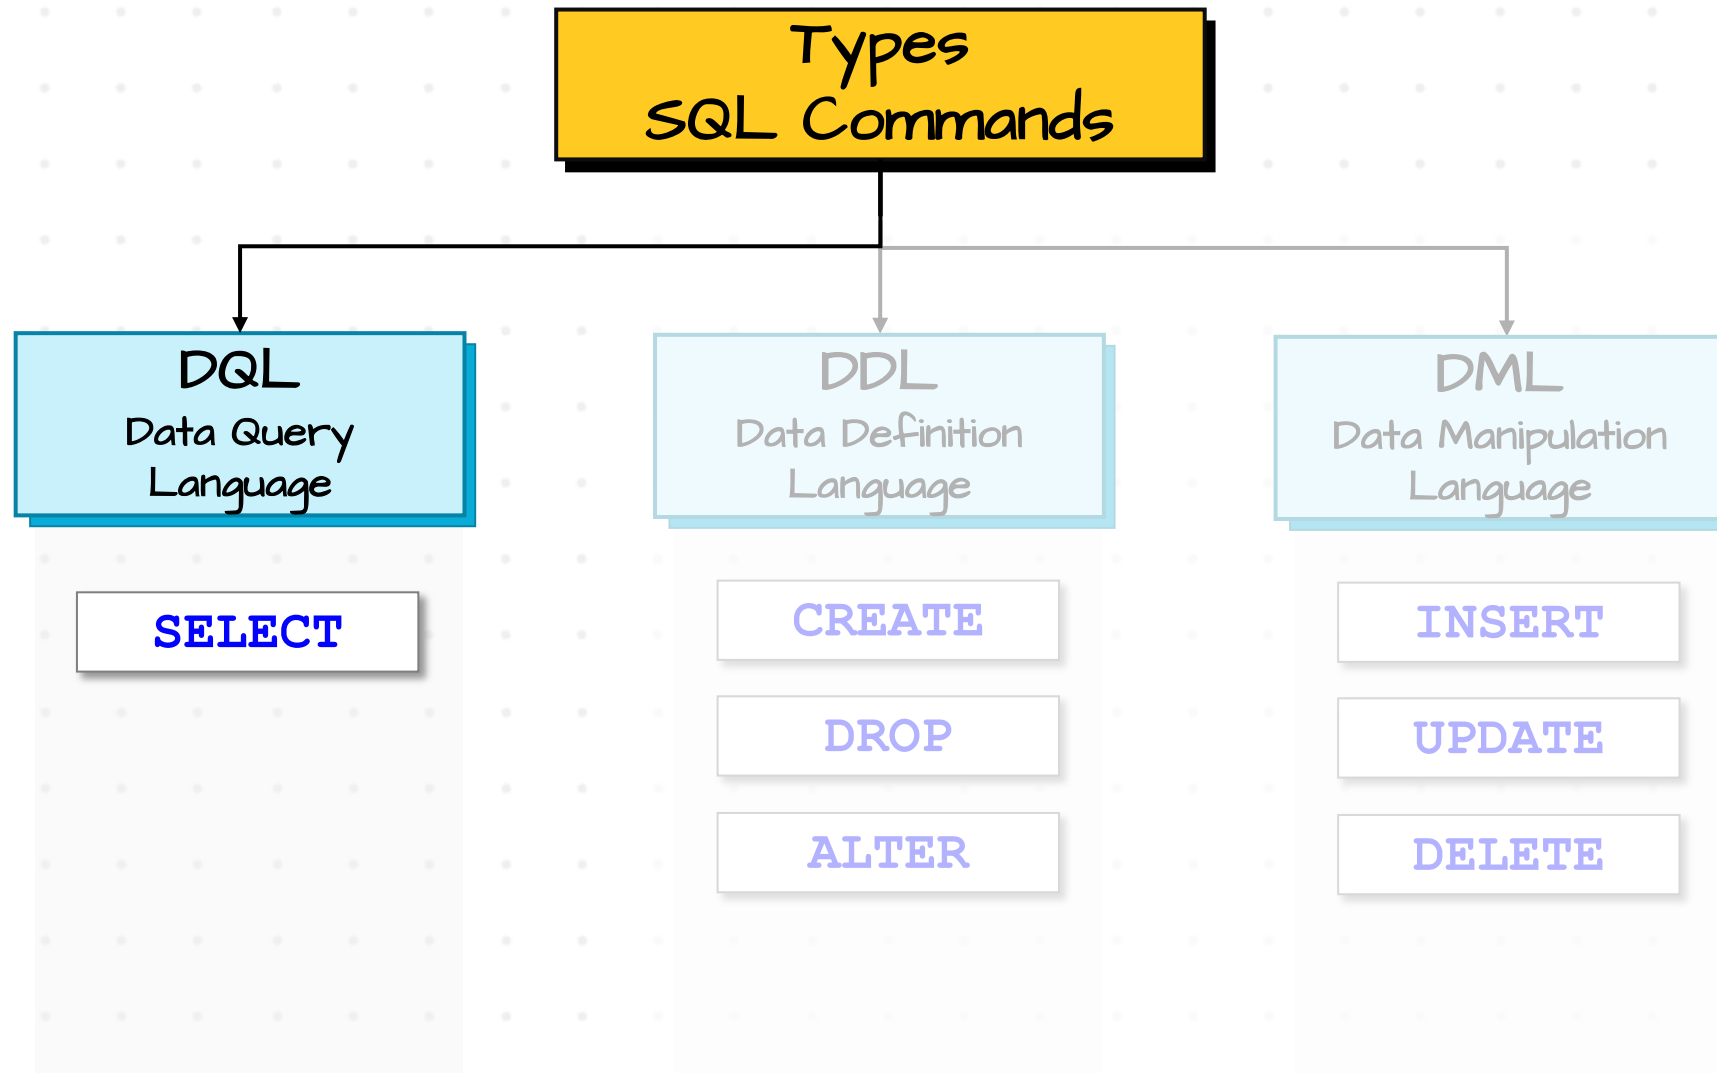 Types
SQL Commands
DQL
Data Query
Language
SELECT
DDL
Data Definition
Language
CREATE
DROP
ALTER
DML
Data Manipulation
Language
INSERT
UPDATE
DELETE